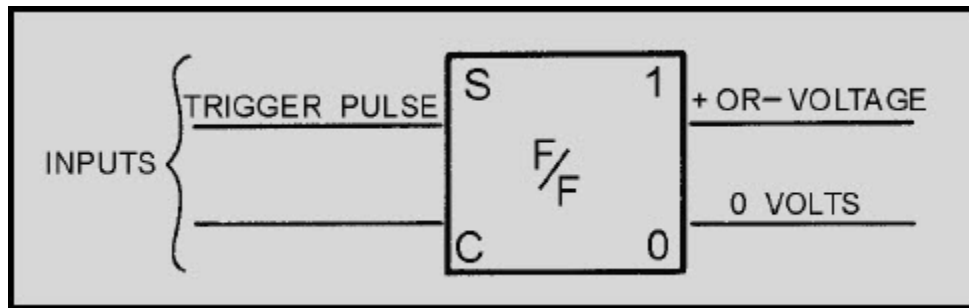 INPUTS
TRIGGER PULSE
S 1
F/F
C 0
+ OR- VOLTAGE
0 VOLTS